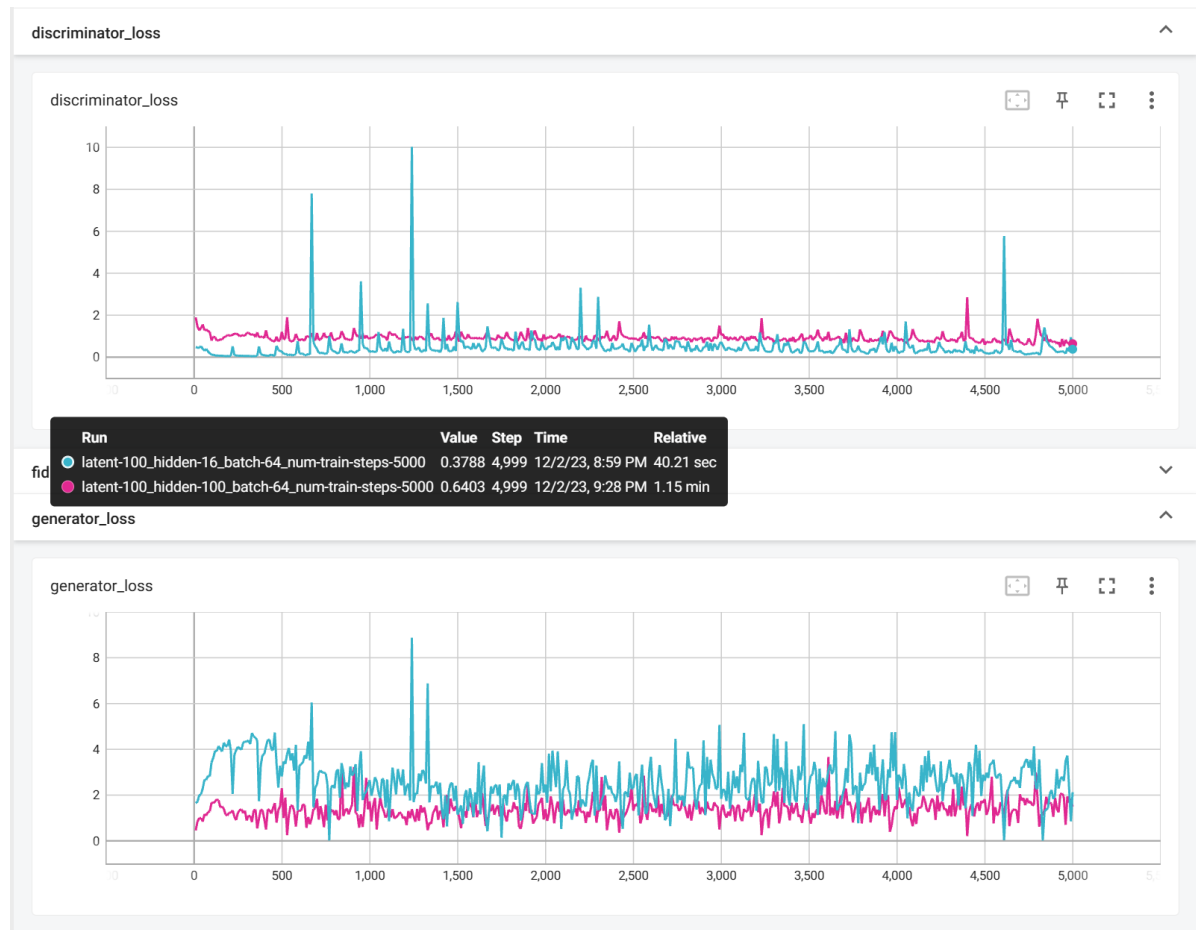 discriminator_loss
discriminator_loss
10
8
6
4
2
0
0 500 1,000 1,500 2,000 2,500 3,000 3,500 4,000 4,500 5,000
Run Value Step Time Relative
latent-100_hidden-16_batch-64_num-train-steps-5000 0.3788 4,999 12/2/23, 8:59 PM 40.21 sec
latent-100_hidden-100_batch-64_num-train-steps-5000 0.6403 4,999 12/2/23, 9:28 PM 1.15 min
fid
generator_loss
generator_loss
10
8
6
4
2
0
0 500 1,000 1,500 2,000 2,500 3,000 3,500 4,000 4,500 5,000